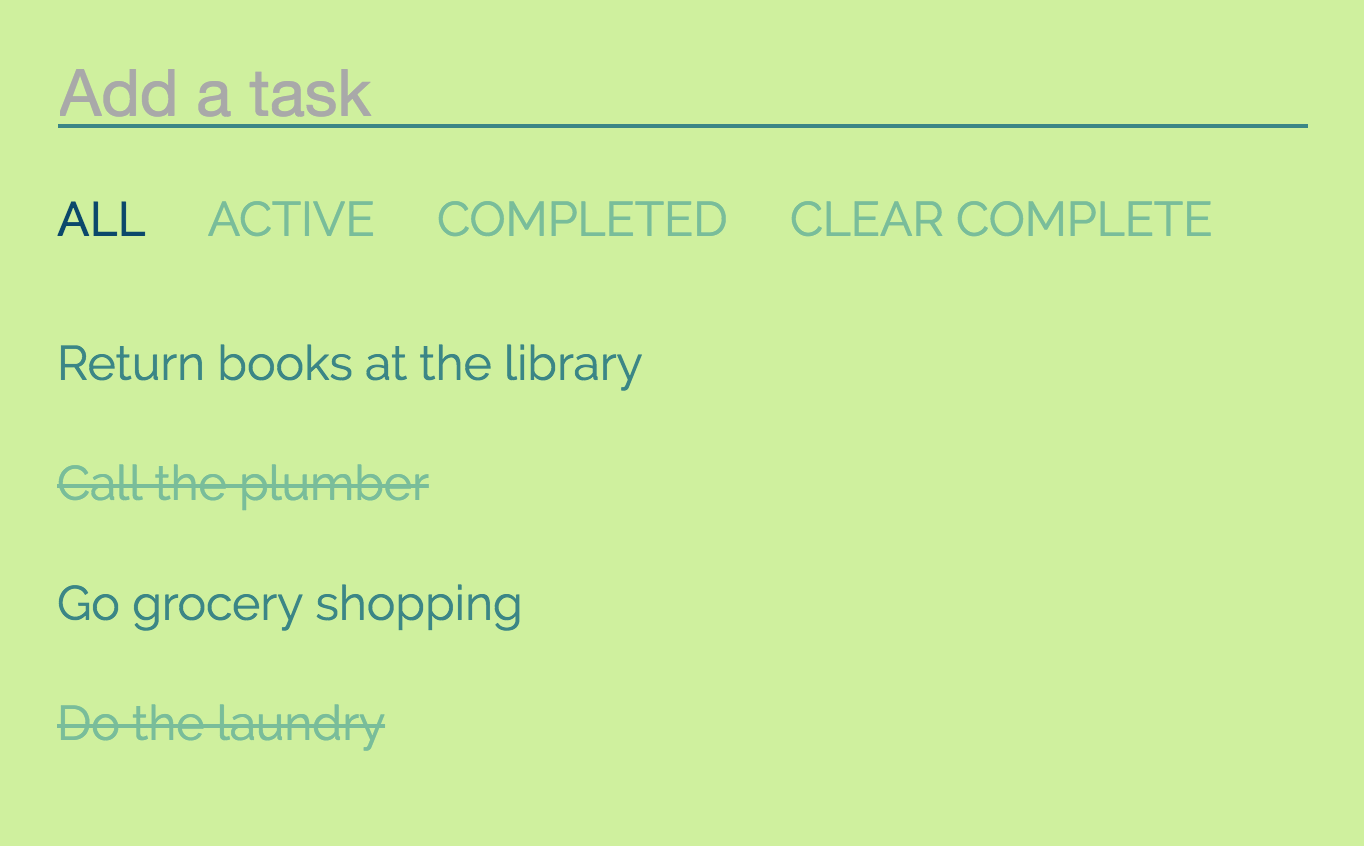 Add a task
ALL ACTIVE COMPLETED CLEAR COMPLETE
Return books at the library
Call the plumber
Go grocery shopping
Do the laundry